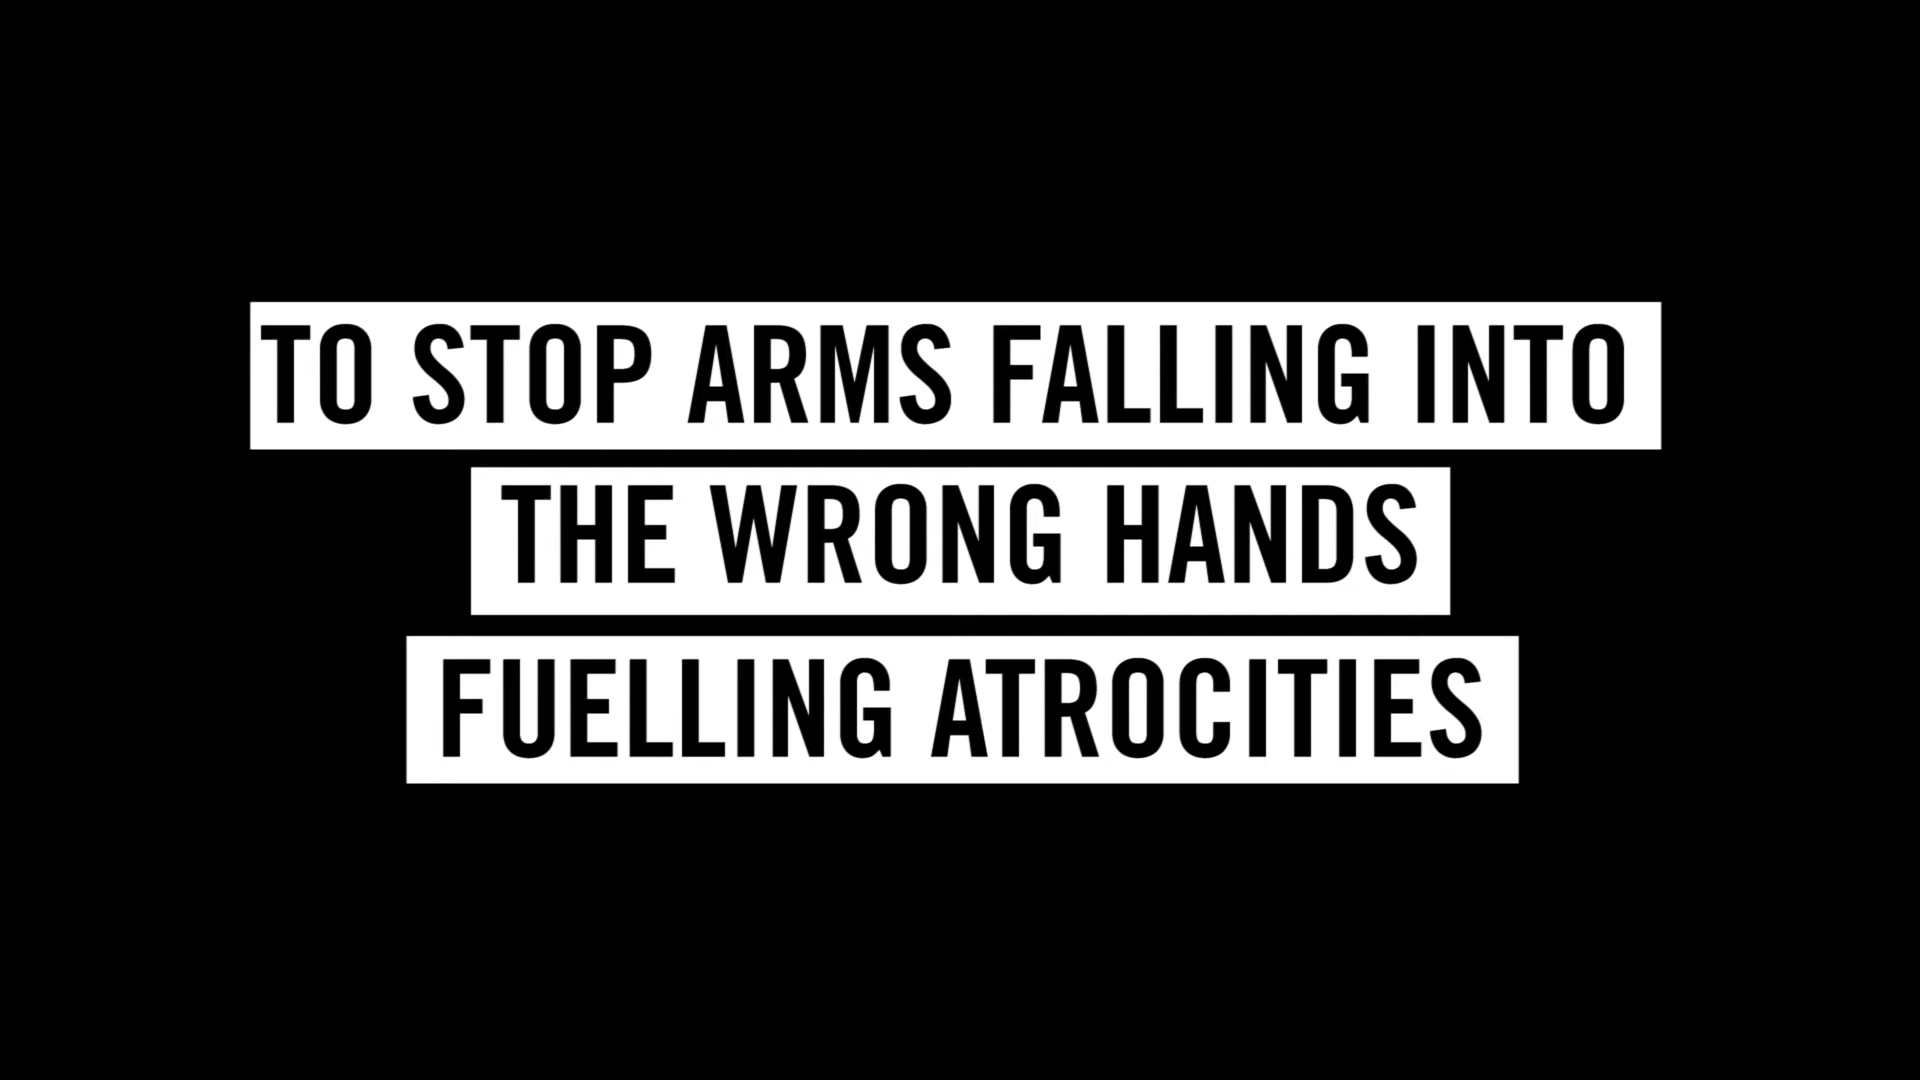 TO STOP ARMS FALLING INTO
THE WRONG HANDS
FUELLING ATROCITIES